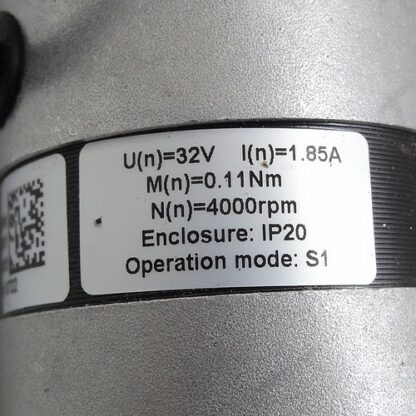 U(n)=32V I(n)=1.85A
M(n)=0.11Nm
N(n)=4000rpm
Enclosure: IP20
Operation mode: S1